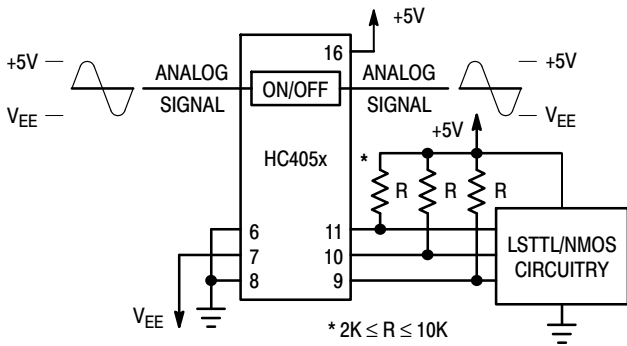 +5V
16
+5V
ANALOG
SIGNAL
V_EE
ON/OFF
ANALOG
SIGNAL
+5V
V_EE
HC405x
+5V
*
R
R
R
6
7
8
11
10
9
LSTTL/NMOS
CIRCUITRY
V_EE
* 2K ≤ R ≤ 10K